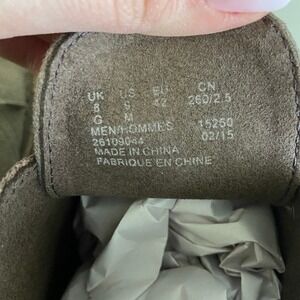 UK US EU CN
8 9 42 260/2.5
G M
MEN/HOMMES 15250
26109044 02/15
MADE IN CHINA
FABRIQUE EN CHINE